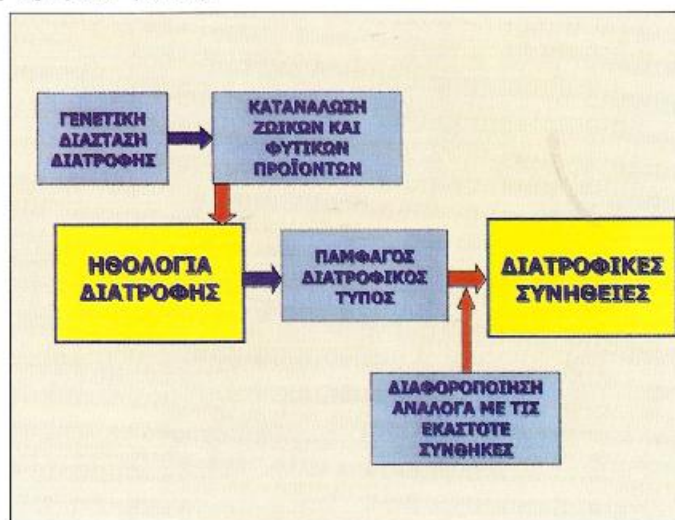 ΓΕΝΕΤΙΚΗ
ΔΙΑΣΤΑΣΗ
ΔΙΑΤΡΟΦΗΣ
ΚΑΤΑΝΑΛΩΣΗ
ΖΩΙΚΩΝ ΚΑΙ
ΦΥΤΙΚΩΝ
ΠΡΟΪΟΝΤΩΝ
ΗΘΟΛΟΓΙΑ
ΔΙΑΤΡΟΦΗΣ
ΠΑΜΦΑΓΟΣ
ΔΙΑΤΡΟΦΙΚΟΣ
ΤΥΠΟΣ
ΔΙΑΤΡΟΦΙΚΕΣ
ΣΥΝΗΘΕΙΕΣ
ΔΙΑΦΟΡΟΠΟΙΗΣΗ
ΑΝΑΛΟΓΑ ΜΕ ΤΙΣ
ΕΚΑΣΤΟΤΕ
ΣΥΝΘΗΚΕΣ